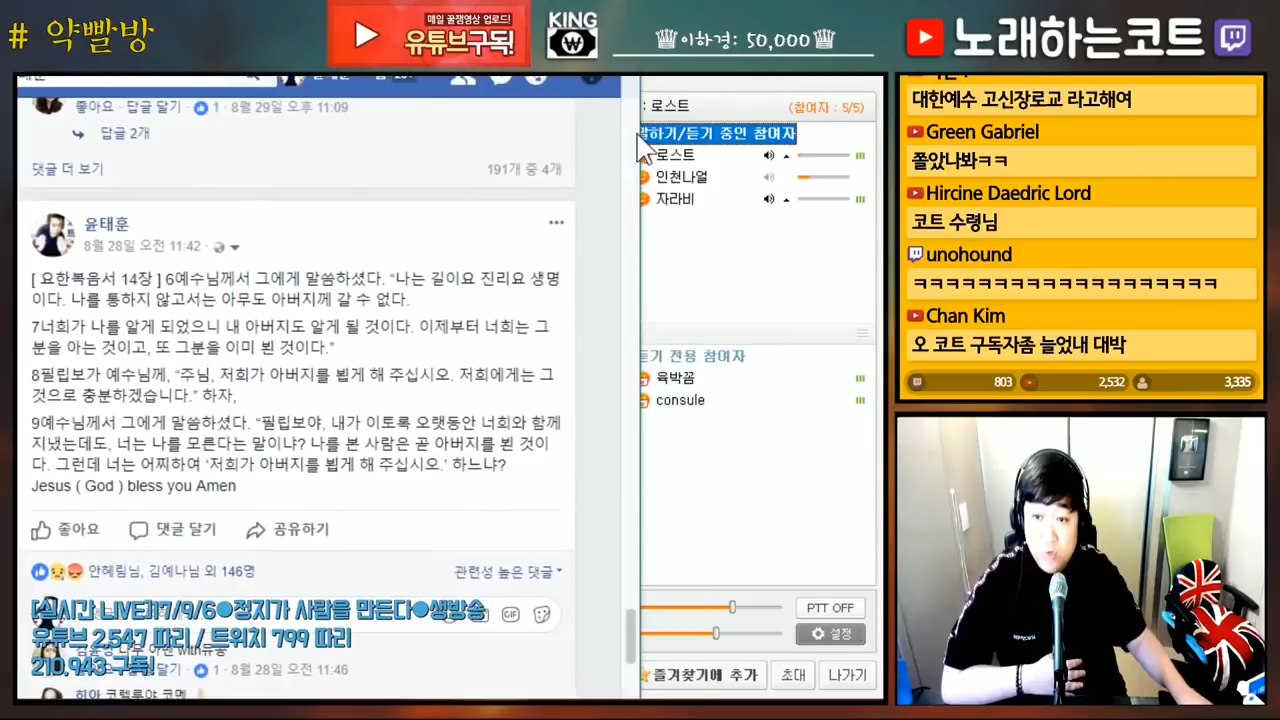 # 약빨방
매일 꿀잼영상 업로드!
유튜브구독!
KING
이하경: 50,000
노래하는코트
좋아요 · 답글 달기 · 1 · 8월 29일 오후 11:09
답글 2개
댓글 더 보기
191개 중 4개
윤태훈
8월 28일 오전 11:42 ·
[ 요한복음서 14장 ] 6예수님께서 그에게 말씀하셨다. “나는 길이요 진리요 생명
이다. 나를 통하지 않고서는 아무도 아버지께 갈 수 없다.
7너희가 나를 알게 되었으니 내 아버지도 알게 될 것이다. 이제부터 너희는 그
분을 아는 것이고, 또 그분을 이미 뵌 것이다.”
8필립보가 예수님께, “주님, 저희가 아버지를 뵙게 해 주십시오. 저희에게는 그
것으로 충분하겠습니다.” 하자,
9예수님께서 그에게 말씀하셨다. “필립보야, 내가 이토록 오랫동안 너희와 함께
지냈는데도, 너는 나를 모른다는 말이냐? 나를 본 사람은 곧 아버지를 뵌 것이
다. 그런데 너는 어찌하여 ‘저희가 아버지를 뵙게 해 주십시오.’ 하느냐?
Jesus ( God ) bless you Amen
좋아요 댓글 달기 공유하기
안혜림님, 김예나님 외 146명
관련성 높은 댓글
GIF
[실시간 LIVE]17/9/6●정지가 사람을 만든다●생방송
유튜브 2,547 따리 / 트위치 799 따리
210,943 구독!
달기 · 1 · 8월 28일 오전 11:46
: 로스트
(참여자 : 5/5)
말하기/듣기 중인 참여자
로스트
인천나얼
자라비
듣기 전용 참여자
육박꼼
consule
PTT OFF
설정
즐겨찾기에 추가
초대
나가기
대한예수 고신장로교 라고해여
Green Gabriel
쫄았나봐ㅋㅋ
Hircine Daedric Lord
코트 수령님
unohound
ㅋㅋㅋㅋㅋㅋㅋㅋㅋㅋㅋㅋㅋㅋㅋㅋㅋㅋㅋ
Chan Kim
오 코트 구독자좀 늘었내 대박
803
2,532
3,335